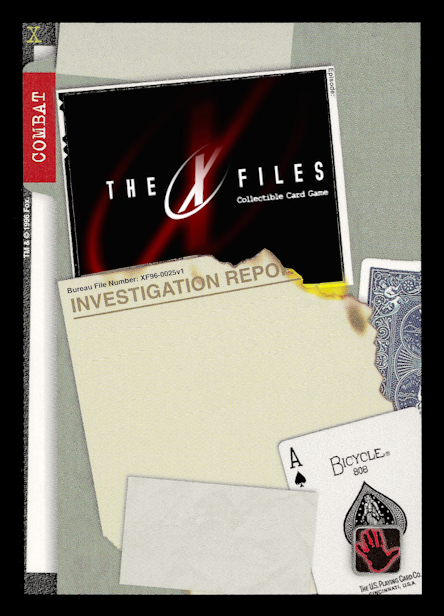 X
COMBAT
TM & © 1996 Fox.
Episode:
THE X FILES
Collectible Card Game
Bureau File Number: XF96-0025v1
INVESTIGATION REPO
A
BICYCLE®
808
THE U.S. PLAYING CARD CO.
CINCINNATI, U.S.A.